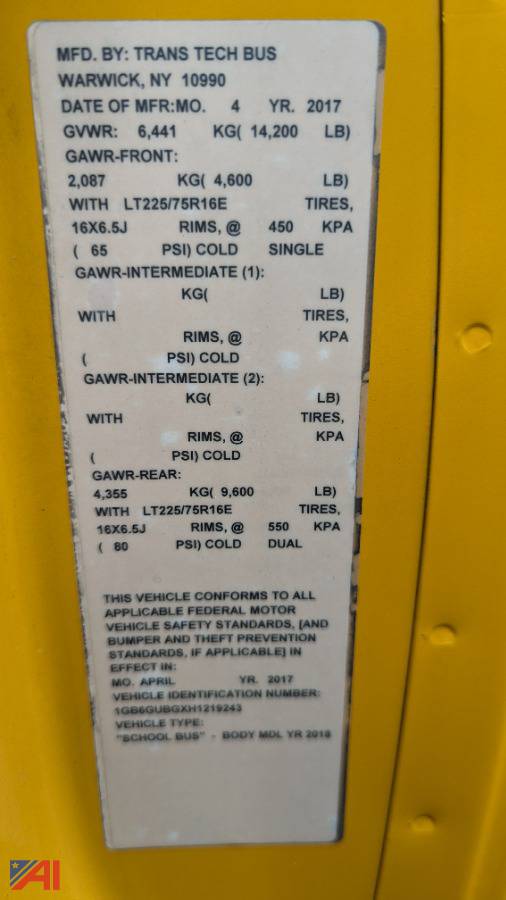 MFD. BY: TRANS TECH BUS
WARWICK, NY 10990
DATE OF MFR:MO. 4 YR. 2017
GVWR: 6,441 KG( 14,200 LB)
GAWR-FRONT:
2,087 KG( 4,600 LB)
WITH LT225/75R16E TIRES,
16X6.5J RIMS, @ 450 KPA
( 65 PSI) COLD SINGLE
GAWR-INTERMEDIATE (1):
KG( LB)
WITH TIRES,
RIMS, @ KPA
( PSI) COLD
GAWR-INTERMEDIATE (2):
KG( LB)
WITH TIRES,
RIMS, @ KPA
( PSI) COLD
GAWR-REAR:
4,355 KG( 9,600 LB)
WITH LT225/75R16E TIRES,
16X6.5J RIMS, @ 550 KPA
( 80 PSI) COLD DUAL
THIS VEHICLE CONFORMS TO ALL
APPLICABLE FEDERAL MOTOR
VEHICLE SAFETY STANDARDS, [AND
BUMPER AND THEFT PREVENTION
STANDARDS, IF APPLICABLE] IN
EFFECT IN:
MO. APRIL YR. 2017
VEHICLE IDENTIFICATION NUMBER:
1GB6GUBGXH1219243
VEHICLE TYPE:
"SCHOOL BUS" - BODY MDL YR 2018
AI